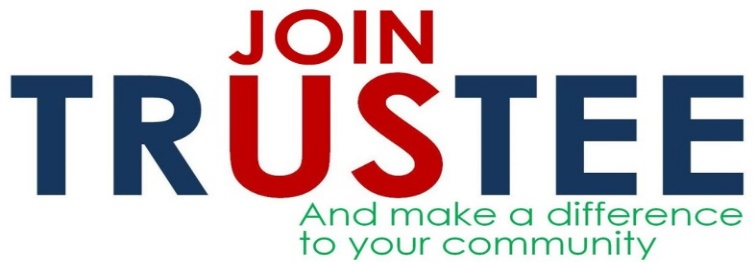 JOIN
TRUSTEE
And make a difference
to your community